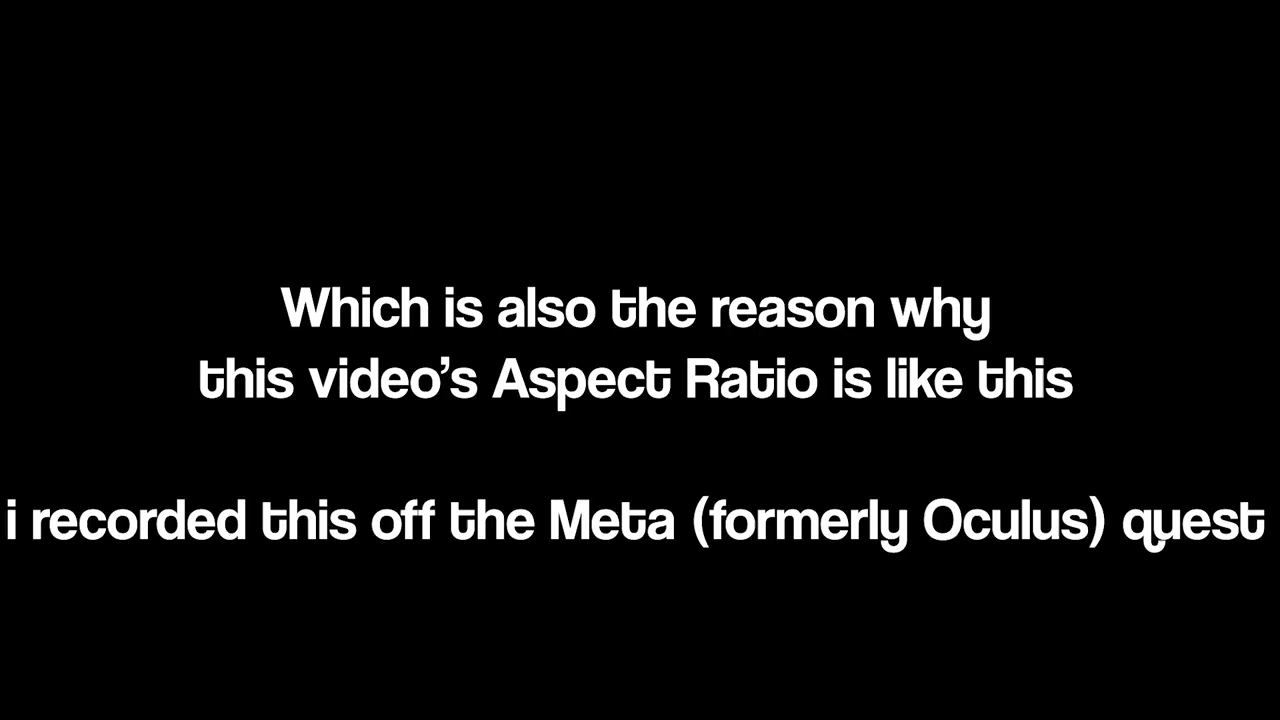 Which is also the reason why
this video’s Aspect Ratio is like this
i recorded this off the Meta (formerly Oculus) quest